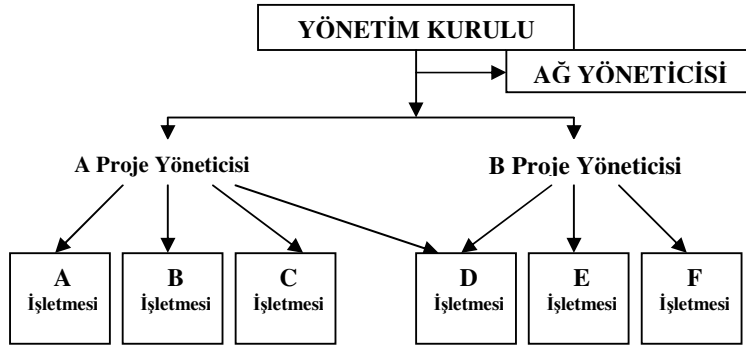 YÖNETİM KURULU
AĞ YÖNETİCİSİ
A Proje Yöneticisi
B Proje Yöneticisi
A
İşletmesi
B
İşletmesi
C
İşletmesi
D
İşletmesi
E
İşletmesi
F
İşletmesi